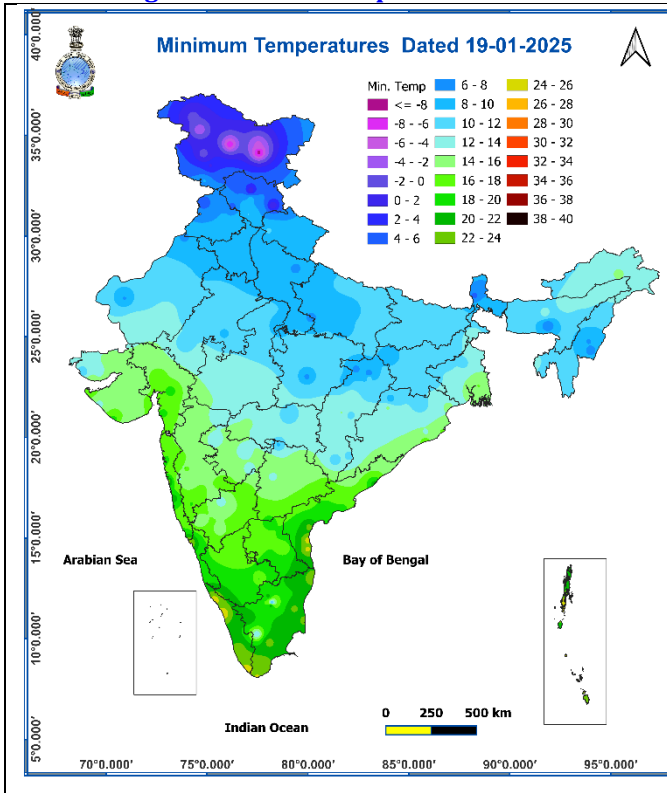 Minimum Temperatures Dated 19-01-2025
Min. Temp
<= -8
-8 - -6
-6 - -4
-4 - -2
-2 - 0
0 - 2
2 - 4
4 - 6
6 - 8
8 - 10
10 - 12
12 - 14
14 - 16
16 - 18
18 - 20
20 - 22
22 - 24
24 - 26
26 - 28
28 - 30
30 - 32
32 - 34
34 - 36
36 - 38
38 - 40
40°0.000'
35°0.000'
30°0.000'
25°0.000'
20°0.000'
15°0.000'
10°0.000'
5°0.000'
Arabian Sea
Bay of Bengal
Indian Ocean
0 250 500 km
70°0.000' 75°0.000' 80°0.000' 85°0.000' 90°0.000' 95°0.000'